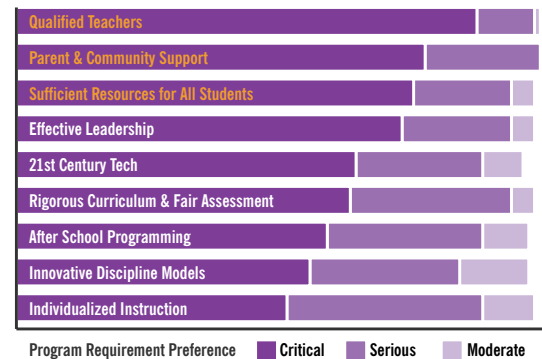 Qualified Teachers
Parent & Community Support
Sufficient Resources for All Students
Effective Leadership
21st Century Tech
Rigorous Curriculum & Fair Assessment
After School Programming
Innovative Discipline Models
Individualized Instruction
Program Requirement Preference Critical Serious Moderate